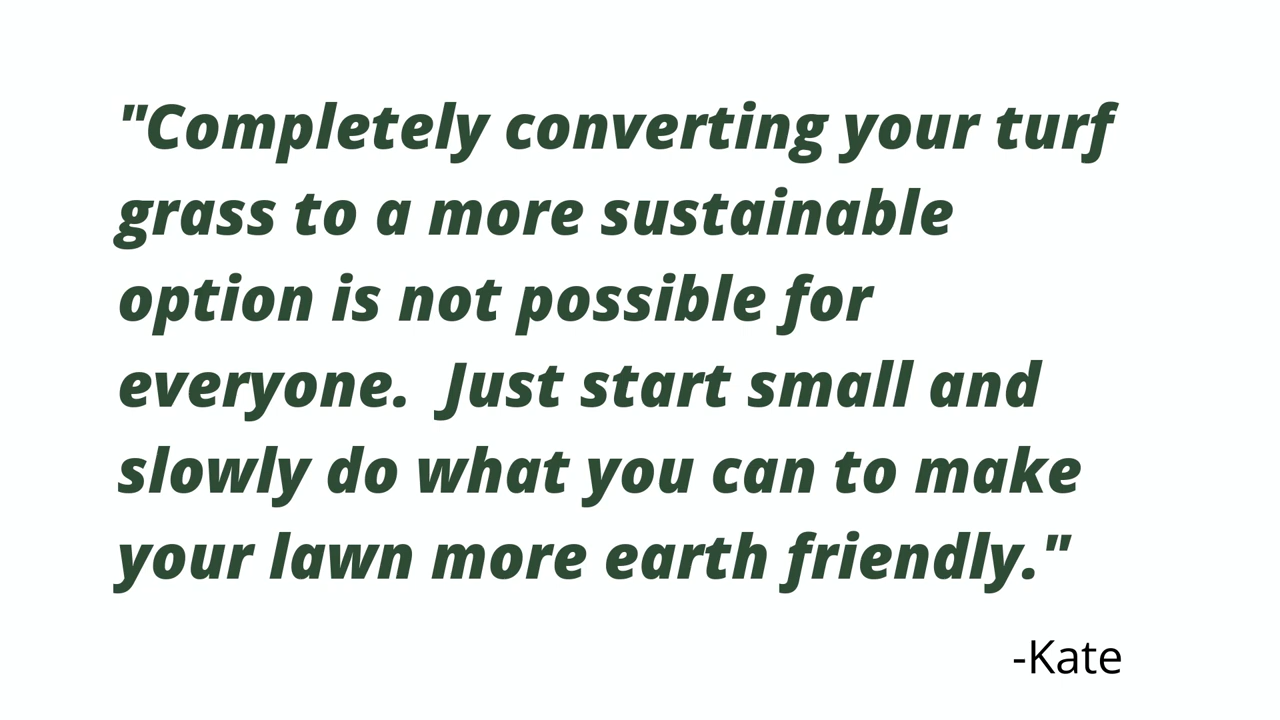 "Completely converting your turf
grass to a more sustainable
option is not possible for
everyone.  Just start small and
slowly do what you can to make
your lawn more earth friendly."
-Kate